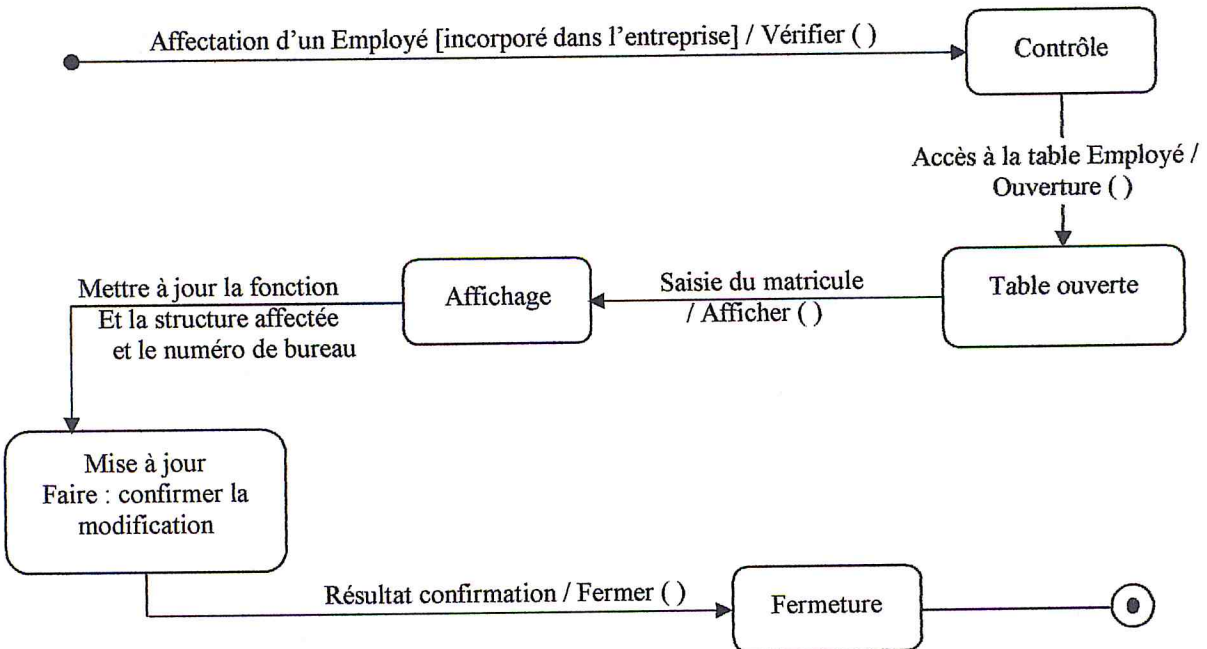 Affectation d'un Employé [incorporé dans l'entreprise] / Vérifier ( )
Contrôle
Accès à la table Employé /
Ouverture ( )
Table ouverte
Saisie du matricule
/ Afficher ( )
Affichage
Mettre à jour la fonction
Et la structure affectée
et le numéro de bureau
Mise à jour
Faire : confirmer la
modification
Résultat confirmation / Fermer ( )
Fermeture